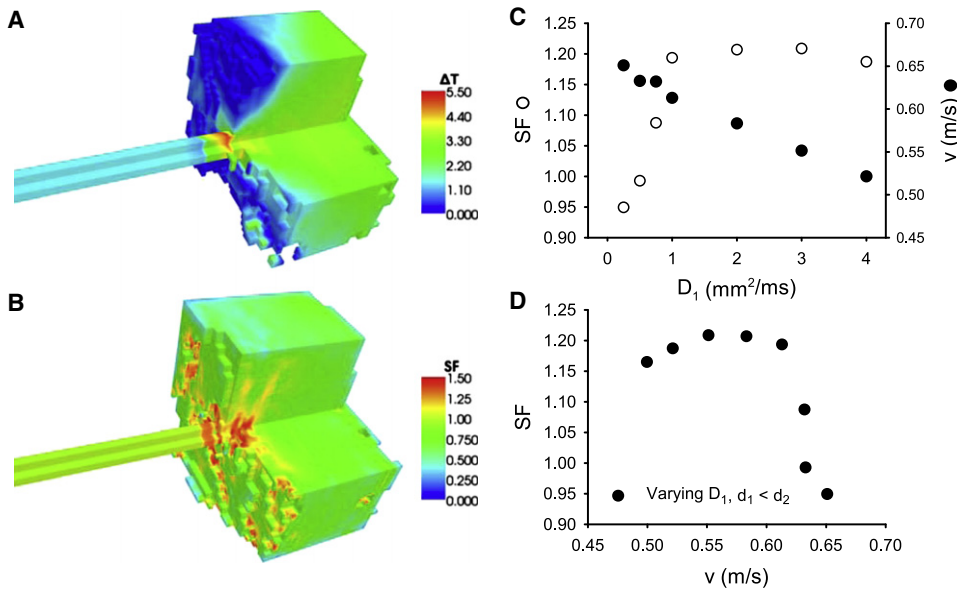 A
ΔT
5.50
4.40
3.30
2.20
1.10
0.000
B
SF
1.50
1.25
1.00
0.750
0.500
0.250
0.000
C
SF
1.25
1.20
1.15
1.10
1.05
1.00
0.95
0.90
0.70
0.65
0.60
0.55
0.50
0.45
v (m/s)
0 1 2 3 4
D₁ (mm²/ms)
D
SF
1.25
1.20
1.15
1.10
1.05
1.00
0.95
0.90
Varying D₁, d₁ < d₂
0.45 0.50 0.55 0.60 0.65 0.70
v (m/s)